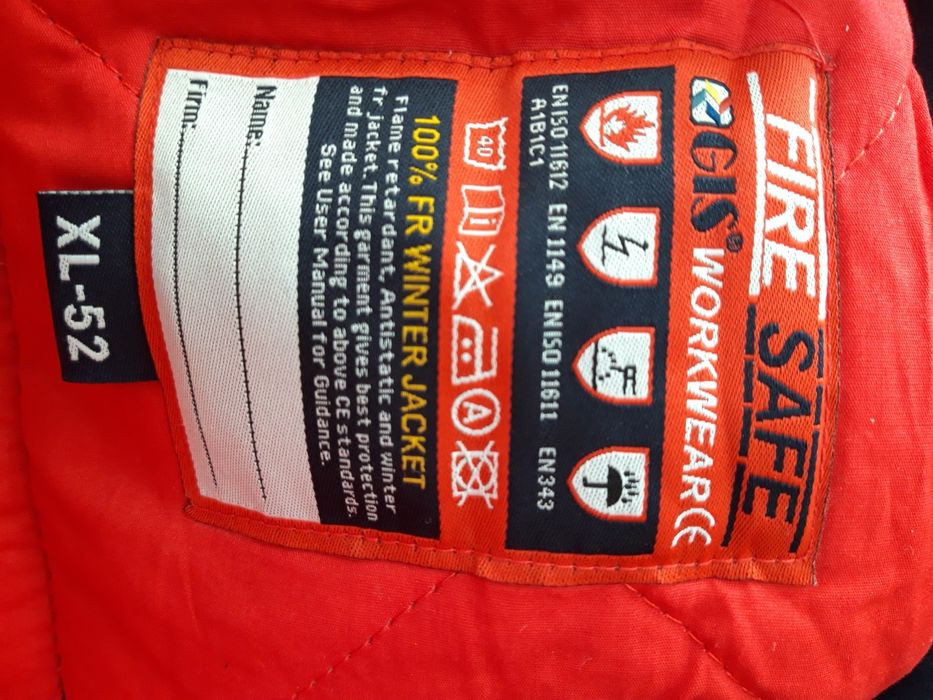 FIRE SAFE
GIS® WORKWEAR CE
EN ISO 11612 EN 1149 EN ISO 11611 EN 343
A1B1C1
40 i A
100% FR WINTER JACKET
Flame retardant, Antistatic and winter
fr jacket.This garment gives best protection
and made according to above CE standards.
See User Manual for Guidance.
Name:
Firm:
XL-52